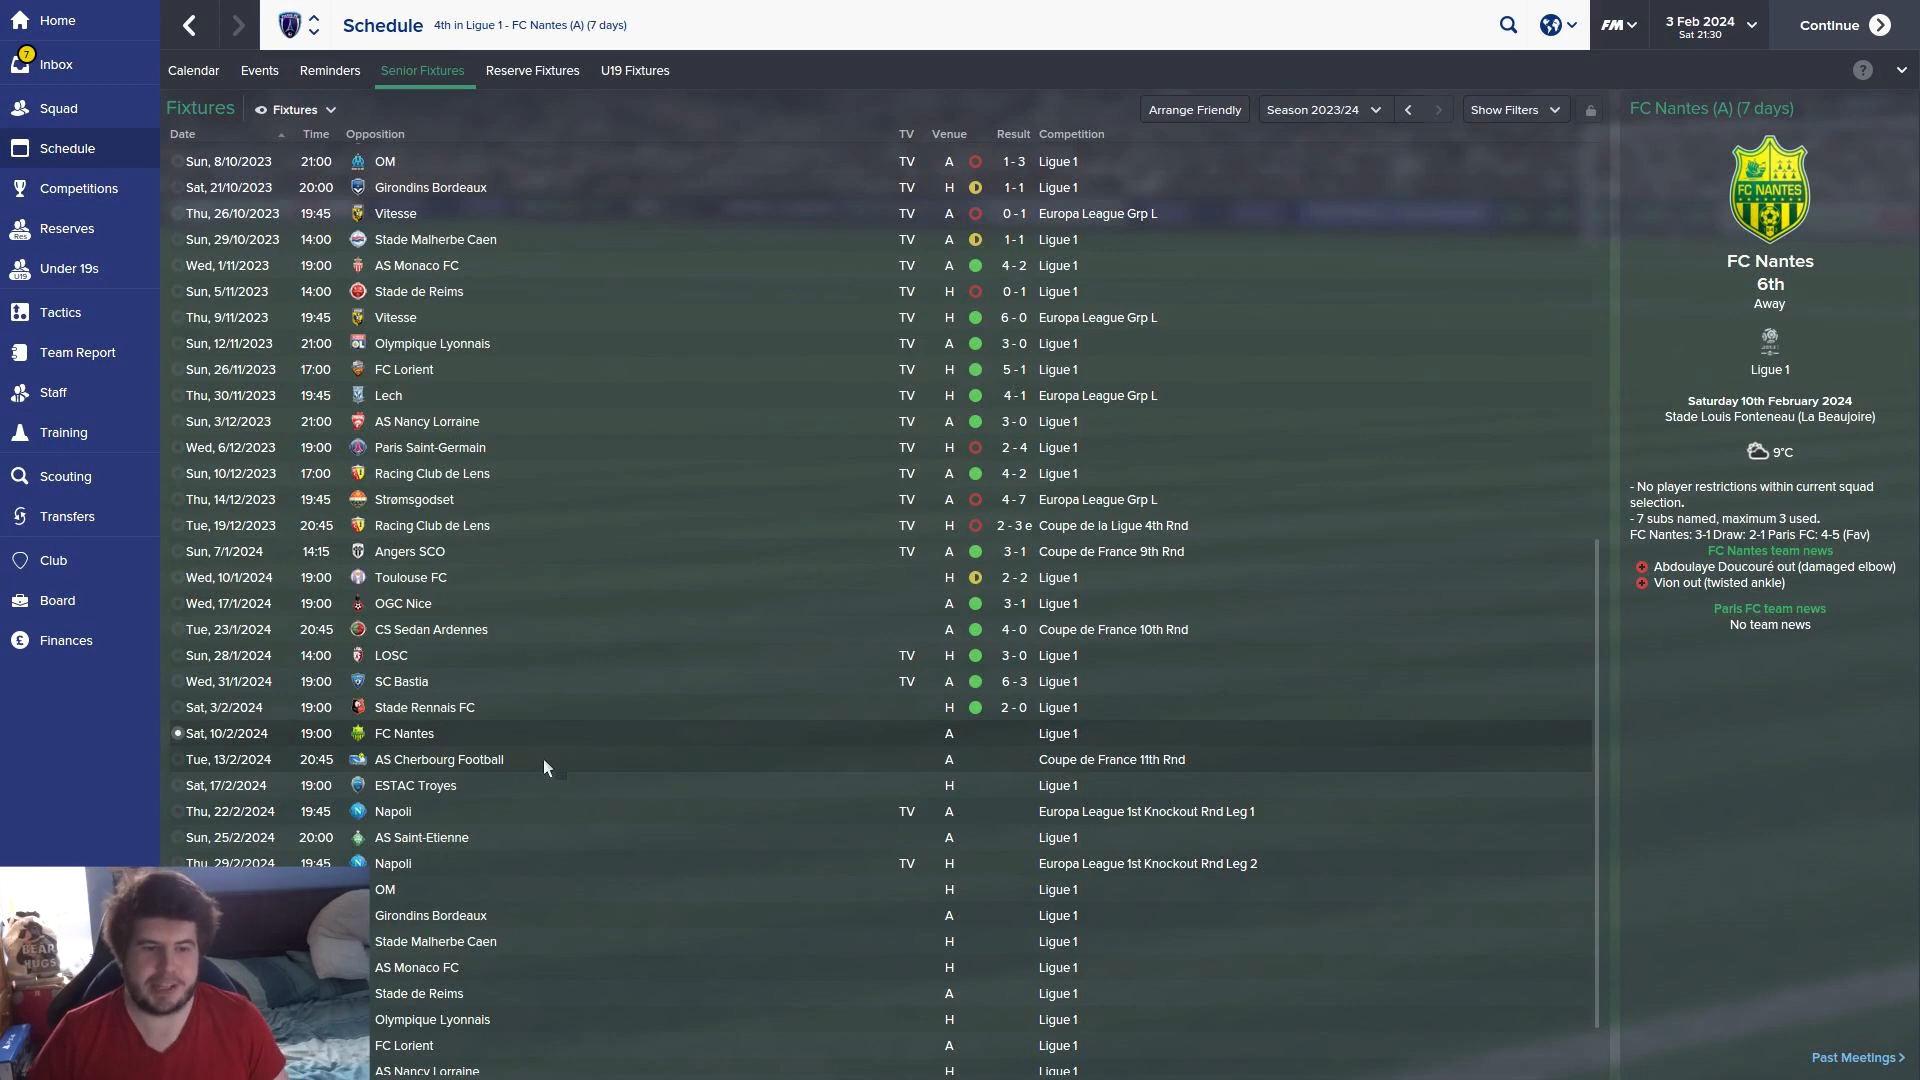 Home
7
Inbox
Squad
Schedule
Competitions
Res
Reserves
U19
Under 19s
Tactics
Team Report
Staff
Training
Scouting
Transfers
Club
Board
£ Finances
Schedule 4th in Ligue 1 - FC Nantes (A) (7 days)
FM
3 Feb 2024
Sat 21:30
Continue
Calendar Events Reminders Senior Fixtures Reserve Fixtures U19 Fixtures
?
Fixtures Fixtures Arrange Friendly Season 2023/24 Show Filters
Date Time Opposition TV Venue Result Competition
Sun, 8/10/2023 21:00 OM TV A 1 - 3 Ligue 1
Sat, 21/10/2023 20:00 Girondins Bordeaux TV H 1 - 1 Ligue 1
Thu, 26/10/2023 19:45 Vitesse TV A 0 - 1 Europa League Grp L
Sun, 29/10/2023 14:00 Stade Malherbe Caen TV A 1 - 1 Ligue 1
Wed, 1/11/2023 19:00 AS Monaco FC TV A 4 - 2 Ligue 1
Sun, 5/11/2023 14:00 Stade de Reims TV H 0 - 1 Ligue 1
Thu, 9/11/2023 19:45 Vitesse TV H 6 - 0 Europa League Grp L
Sun, 12/11/2023 21:00 Olympique Lyonnais TV A 3 - 0 Ligue 1
Sun, 26/11/2023 17:00 FC Lorient TV H 5 - 1 Ligue 1
Thu, 30/11/2023 19:45 Lech TV H 4 - 1 Europa League Grp L
Sun, 3/12/2023 21:00 AS Nancy Lorraine TV A 3 - 0 Ligue 1
Wed, 6/12/2023 19:00 Paris Saint-Germain TV H 2 - 4 Ligue 1
Sun, 10/12/2023 17:00 Racing Club de Lens TV A 4 - 2 Ligue 1
Thu, 14/12/2023 19:45 Strømsgodset TV A 4 - 7 Europa League Grp L
Tue, 19/12/2023 20:45 Racing Club de Lens TV H 2 - 3 e Coupe de la Ligue 4th Rnd
Sun, 7/1/2024 14:15 Angers SCO TV A 3 - 1 Coupe de France 9th Rnd
Wed, 10/1/2024 19:00 Toulouse FC H 2 - 2 Ligue 1
Wed, 17/1/2024 19:00 OGC Nice A 3 - 1 Ligue 1
Tue, 23/1/2024 20:45 CS Sedan Ardennes A 4 - 0 Coupe de France 10th Rnd
Sun, 28/1/2024 14:00 LOSC TV H 3 - 0 Ligue 1
Wed, 31/1/2024 19:00 SC Bastia TV A 6 - 3 Ligue 1
Sat, 3/2/2024 19:00 Stade Rennais FC H 2 - 0 Ligue 1
Sat, 10/2/2024 19:00 FC Nantes A Ligue 1
Tue, 13/2/2024 20:45 AS Cherbourg Football A Coupe de France 11th Rnd
Sat, 17/2/2024 19:00 ESTAC Troyes H Ligue 1
Thu, 22/2/2024 19:45 Napoli TV A Europa League 1st Knockout Rnd Leg 1
Sun, 25/2/2024 20:00 AS Saint-Etienne A Ligue 1
Thu, 29/2/2024 19:45 Napoli TV H Europa League 1st Knockout Rnd Leg 2
OM H Ligue 1
Girondins Bordeaux A Ligue 1
Stade Malherbe Caen H Ligue 1
AS Monaco FC H Ligue 1
Stade de Reims A Ligue 1
Olympique Lyonnais H Ligue 1
FC Lorient A Ligue 1
AS Nancy Lorraine H Ligue 1
FC Nantes (A) (7 days)
FC NANTES
FC Nantes
6th
Away
Ligue 1
Saturday 10th February 2024
Stade Louis Fonteneau (La Beaujoire)
9°C
- No player restrictions within current squad
selection.
- 7 subs named, maximum 3 used.
FC Nantes: 3-1 Draw: 2-1 Paris FC: 4-5 (Fav)
FC Nantes team news
Abdoulaye Doucouré out (damaged elbow)
Vion out (twisted ankle)
Paris FC team news
No team news
Past Meetings >
BEAR
HUGS